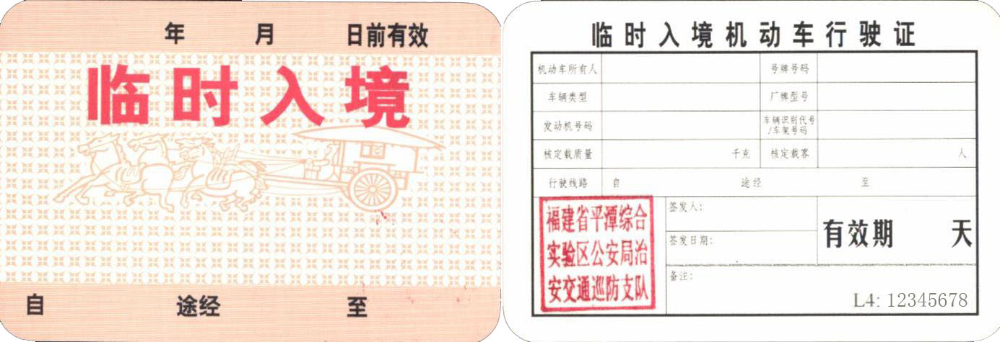 年 月 日前有效
临时入境
自 途经 至
临时入境机动车行驶证
机动车所有人 号牌号码
车辆类型 厂牌型号
发动机号码 车辆识别代号
/车架号码
核定载质量 千克 核定载客 人
行驶线路 自 途经 至
福建省平潭综合
实验区公安局治
安交通巡防支队
签发人:
签发日期:
有效期 天
备注:
L4: 12345678